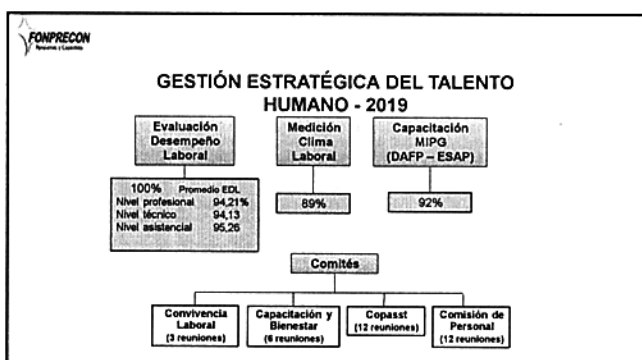 FONPRECON
GESTIÓN ESTRATÉGICA DEL TALENTO
HUMANO - 2019
Evaluación
Desempeño
Laboral
Medición
Clima
Laboral
Capacitación
MIPG
(DAFP – ESAP)
100% Promedio EDL
Nivel profesional 94,21%
Nivel técnico 94,13
Nivel asistencial 95,26
89%
92%
Comités
Convivencia
Laboral
(3 reuniones)
Capacitación y
Bienestar
(6 reuniones)
Copasst
(12 reuniones)
Comisión de
Personal
(12 reuniones)